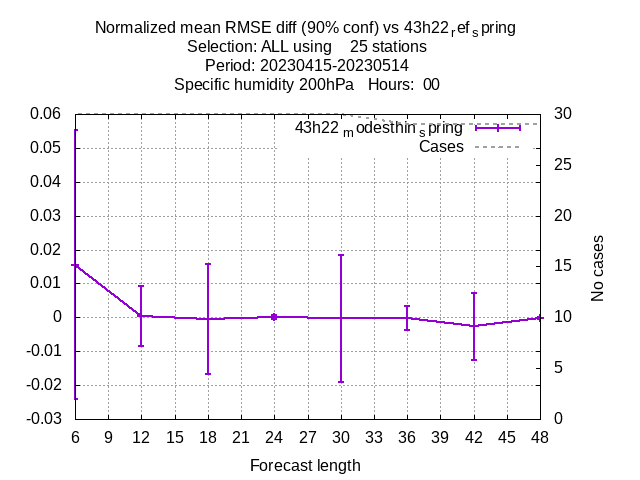 Normalized mean RMSE diff (90% conf) vs 43h22ref spring
Selection: ALL using 25 stations
Period: 20230415-20230514
Specific humidity 200hPa Hours: 00
43h22modesthinspring
Cases
0.06
0.05
0.04
0.03
0.02
0.01
0
-0.01
-0.02
-0.03
30
25
20
15
10
5
0
No cases
6 9 12 15 18 21 24 27 30 33 36 39 42 45 48
Forecast length